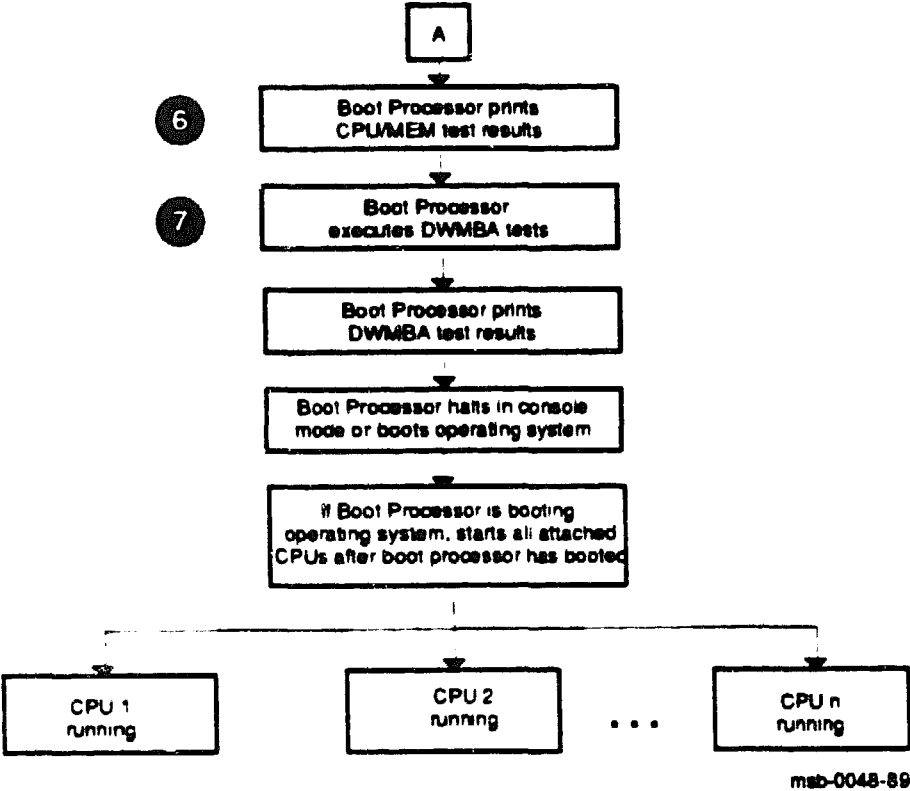 A
6
Boot Processor prints
CPU/MEM test results
7
Boot Processor
executes DWMBA tests
Boot Processor prints
DWMBA test results
Boot Processor halts in console
mode or boots operating system
If Boot Processor is booting
operating system, starts all attached
CPUs after boot processor has booted
CPU 1
running
CPU 2
running
...
CPU n
running
msb-0048-89